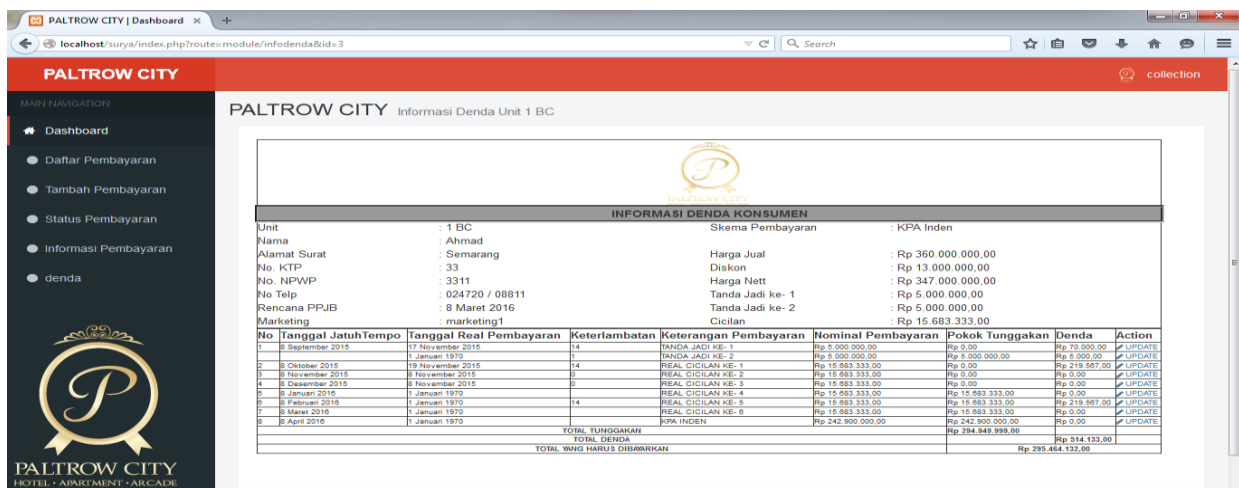 PALTROW CITY | Dashboard
localhost/surya/index.php?route=module/infodenda&id=3
Search
PALTROW CITY
collection
MAIN NAVIGATION
Dashboard
Daftar Pembayaran
Tambah Pembayaran
Status Pembayaran
Informasi Pembayaran
denda
P
PALTROW CITY
HOTEL • APARTMENT • ARCADE
PALTROW CITY Informasi Denda Unit 1 BC
P
PALTROW CITY
INFORMASI DENDA KONSUMEN
Unit : 1 BC Skema Pembayaran : KPA Inden
Nama : Ahmad
Alamat Surat : Semarang Harga Jual : Rp 360.000.000,00
No. KTP : 33 Diskon : Rp 13.000.000,00
No. NPWP : 3311 Harga Nett : Rp 347.000.000,00
No Telp : 024720 / 08811 Tanda Jadi ke- 1 : Rp 5.000.000,00
Rencana PPJB : 8 Maret 2016 Tanda Jadi ke- 2 : Rp 5.000.000,00
Marketing : marketing1 Cicilan : Rp 15.683.333,00
No Tanggal JatuhTempo Tanggal Real Pembayaran Keterlambatan Keterangan Pembayaran Nominal Pembayaran Pokok Tunggakan Denda Action
1 8 September 2015 17 November 2015 14 TANDA JADI KE- 1 Rp 5.000.000,00 Rp 0,00 Rp 70.000,00 UPDATE
1 Januari 1970 1 TANDA JADI KE- 2 Rp 5.000.000,00 Rp 5.000.000,00 Rp 5.000,00 UPDATE
2 8 Oktober 2015 19 November 2015 14 REAL CICILAN KE- 1 Rp 15.683.333,00 Rp 0,00 Rp 219.567,00 UPDATE
3 8 November 2015 8 November 2015 0 REAL CICILAN KE- 2 Rp 15.683.333,00 Rp 0,00 Rp 0,00 UPDATE
4 8 Desember 2015 8 November 2015 0 REAL CICILAN KE- 3 Rp 15.683.333,00 Rp 0,00 Rp 0,00 UPDATE
5 8 Januari 2016 1 Januari 1970 REAL CICILAN KE- 4 Rp 15.683.333,00 Rp 15.683.333,00 Rp 0,00 UPDATE
6 8 Februari 2016 1 Januari 1970 14 REAL CICILAN KE- 5 Rp 15.683.333,00 Rp 15.683.333,00 Rp 219.567,00 UPDATE
7 8 Maret 2016 1 Januari 1970 REAL CICILAN KE- 6 Rp 15.683.333,00 Rp 15.683.333,00 Rp 0,00 UPDATE
8 8 April 2016 1 Januari 1970 KPA INDEN Rp 242.900.000,00 Rp 242.900.000,00 Rp 0,00 UPDATE
TOTAL TUNGGAKAN Rp 294.949.999,00
TOTAL DENDA Rp 514.133,00
TOTAL YANG HARUS DIBAYARKAN Rp 295.464.132,00